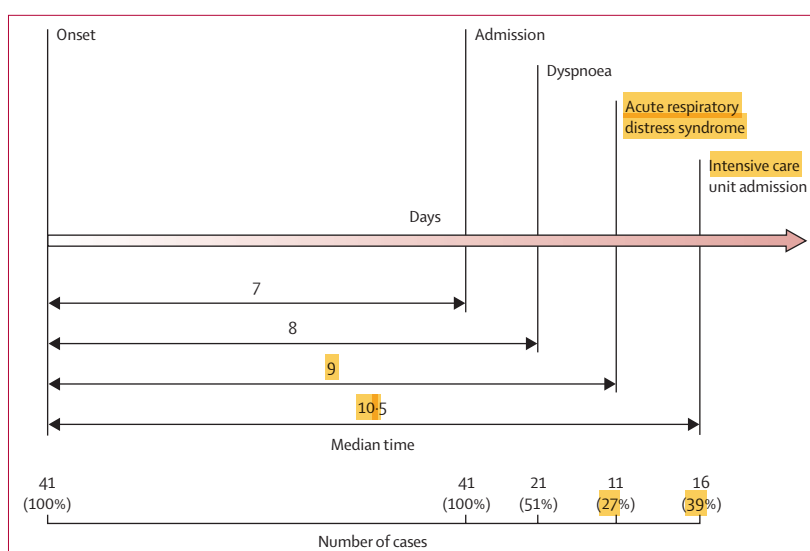 Onset
Admission
Dyspnoea
Acute respiratory
distress syndrome
Intensive care
unit admission
Days
7
8
9
10·5
Median time
41 41 21 11 16
(100%) (100%) (51%) (27%) (39%)
Number of cases